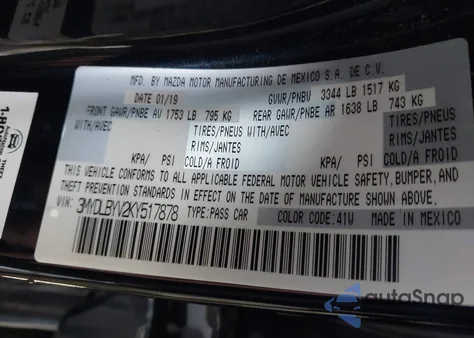 MFD. BY MAZDA MOTOR MANUFACTURING DE MEXICO S.A. DE C.V.
DATE 01/19 GVWR/PNBV 3344 LB 1517 KG
FRONT GAWR/PNBE AV 1753 LB 795 KG REAR GAWR/PNBE AR 1638 LB 743 KG
WITH/AVEC TIRES/PNEUS WITH/AVEC TIRES/PNEUS
RIMS/JANTES RIMS/JANTES
KPA/ PSI COLD/A FROID KPA/ PSI COLD/A FROID
THIS VEHICLE CONFORMS TO ALL APPLICABLE FEDERAL MOTOR VEHICLE SAFETY, BUMPER, AND
THEFT PREVENTION STANDARDS IN EFFECT ON THE DATE OF MANUFACTURE SHOWN ABOVE.
VIN: 3MVDLBYV2KY517878 TYPE:PASS CAR COLOR CODE:41W MADE IN MEXICO
autoSnap